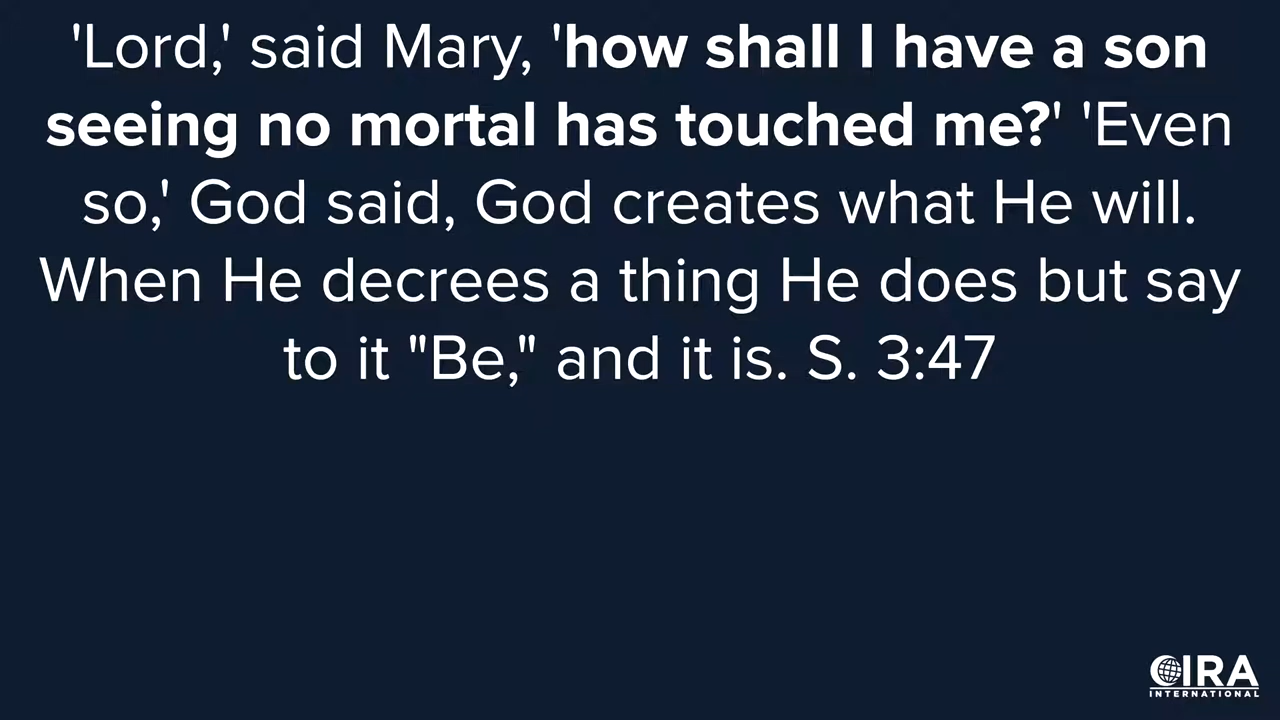 'Lord,' said Mary, 'how shall I have a son
seeing no mortal has touched me?' 'Even
so,' God said, God creates what He will.
When He decrees a thing He does but say
to it "Be," and it is. S. 3:47
CIRA
INTERNATIONAL